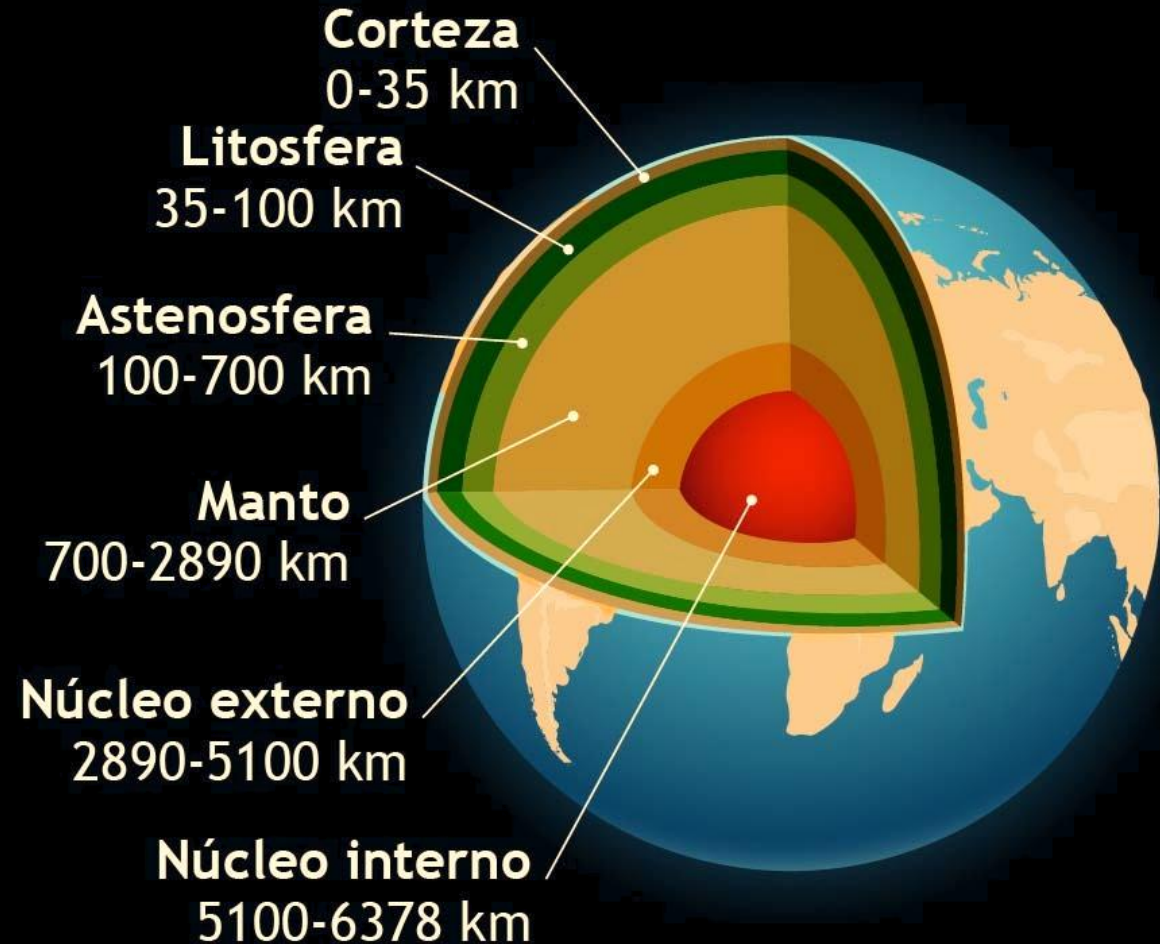 Corteza
0-35 km
Litosfera
35-100 km
Astenosfera
100-700 km
Manto
700-2890 km
Núcleo externo
2890-5100 km
Núcleo interno
5100-6378 km